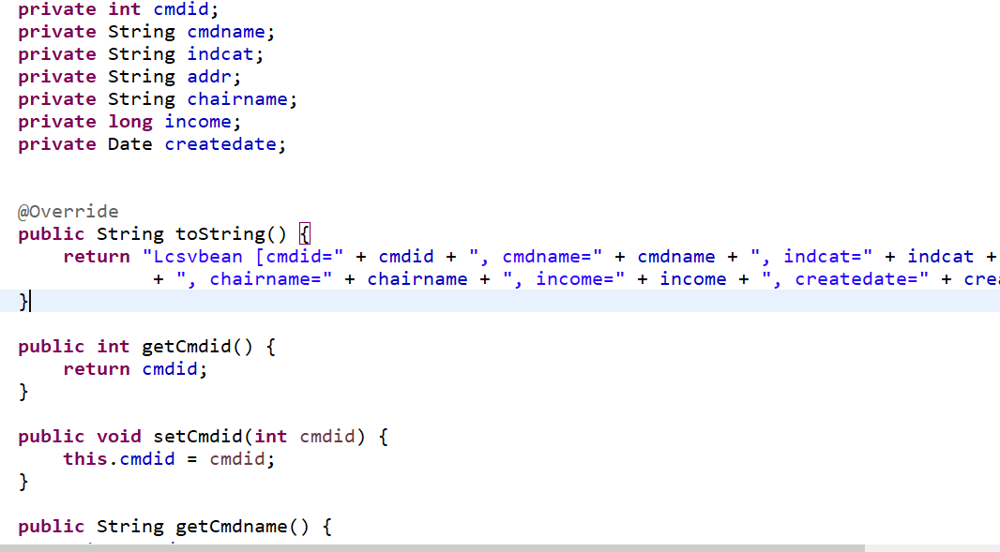 private int cmdid;
private String cmdname;
private String indcat;
private String addr;
private String chairname;
private long income;
private Date createdate;
@Override
public String toString() {
return "Lcsvbean [cmdid=" + cmdid + ", cmdname=" + cmdname + ", indcat=" + indcat +
+ ", chairname=" + chairname + ", income=" + income + ", createdate=" + crea
}
public int getCmdid() {
return cmdid;
}
public void setCmdid(int cmdid) {
this.cmdid = cmdid;
}
public String getCmdname() {